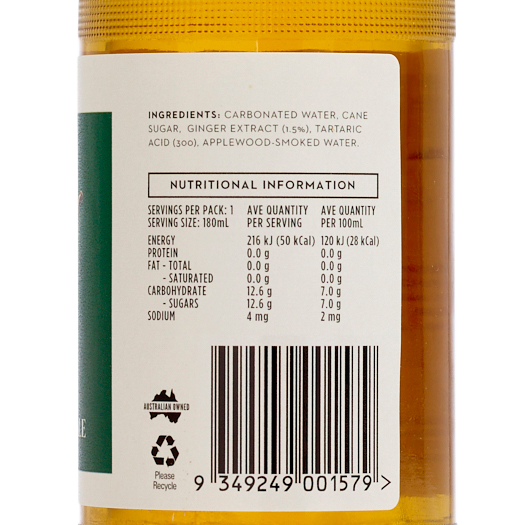 INGREDIENTS: CARBONATED WATER, CANE
SUGAR, GINGER EXTRACT (1.5%), TARTARIC
ACID (300), APPLEWOOD-SMOKED WATER.
NUTRITIONAL INFORMATION
SERVINGS PER PACK: 1 AVE QUANTITY AVE QUANTITY
SERVING SIZE: 180mL PER SERVING PER 100mL
ENERGY 216 kJ (50 kCal) 120 kJ (28 kCal)
PROTEIN 0.0 g 0.0 g
FAT - TOTAL 0.0 g 0.0 g
- SATURATED 0.0 g 0.0 g
CARBOHYDRATE 12.6 g 7.0 g
- SUGARS 12.6 g 7.0 g
SODIUM 4 mg 2 mg
AUSTRALIAN OWNED
Please
Recycle
9 349249 001579 >